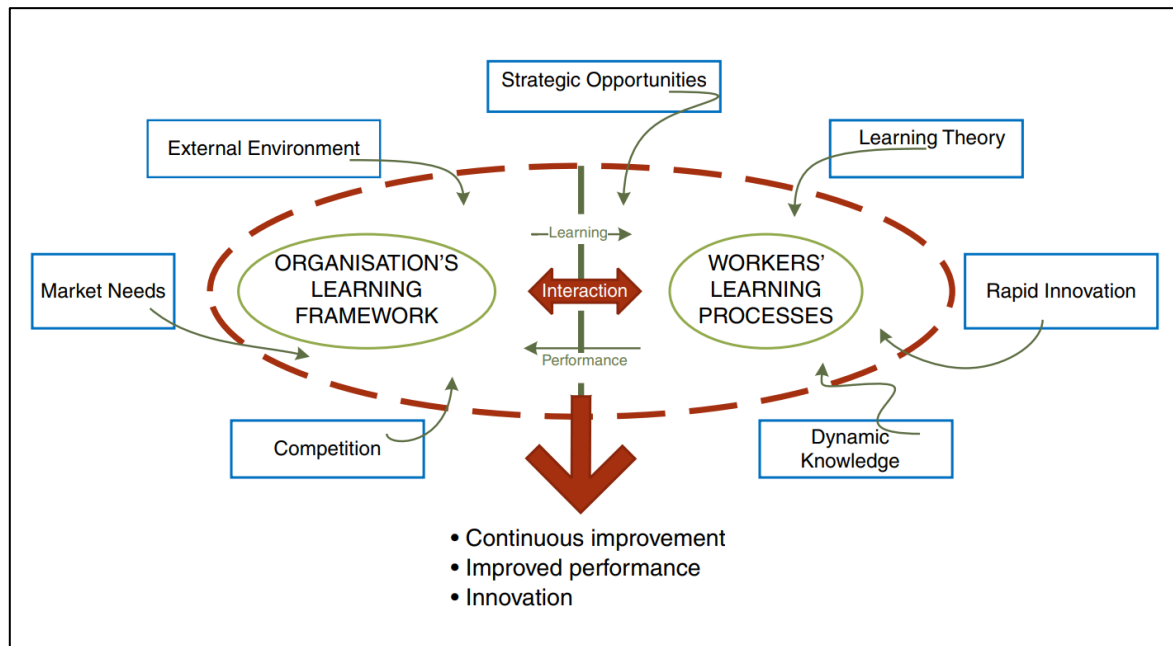 Strategic Opportunities
External Environment
Learning Theory
Market Needs
ORGANISATION'S
LEARNING
FRAMEWORK
Learning
Interaction
Performance
WORKERS'
LEARNING
PROCESSES
Rapid Innovation
Competition
Dynamic
Knowledge
• Continuous improvement
• Improved performance
• Innovation